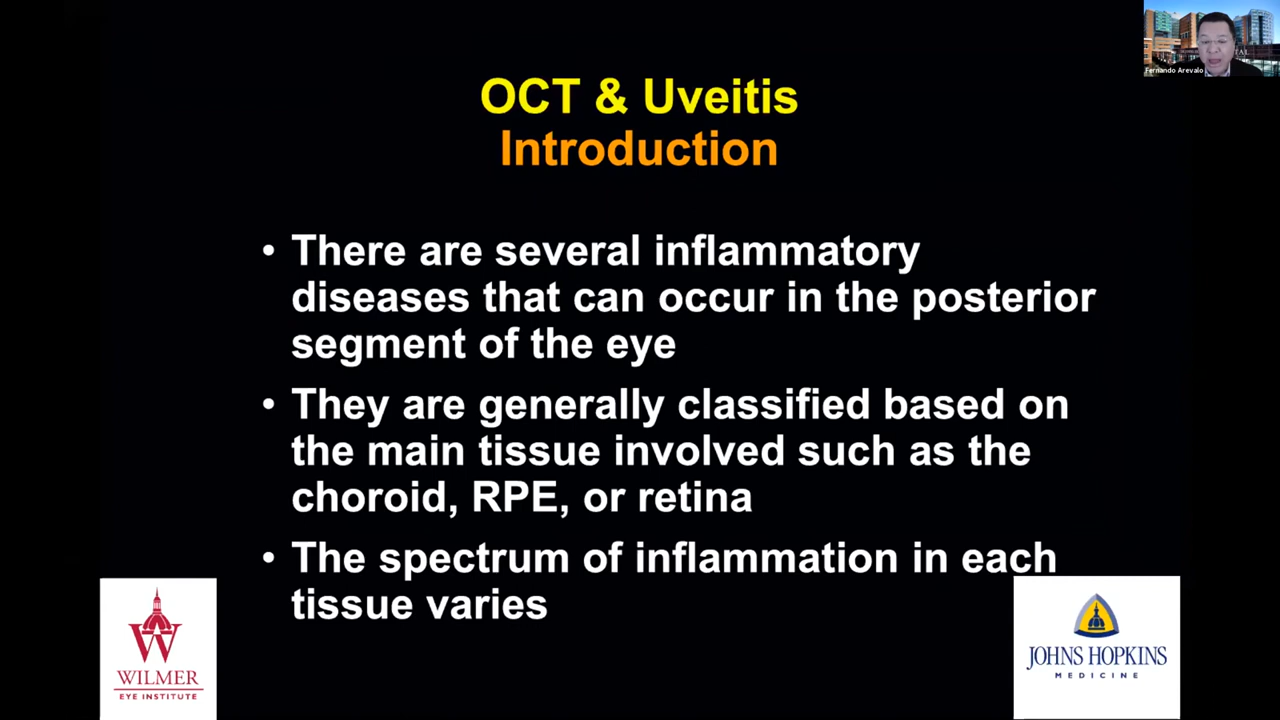 Fernando Arevalo
OCT & Uveitis
Introduction
• There are several inflammatory
diseases that can occur in the posterior
segment of the eye
• They are generally classified based on
the main tissue involved such as the
choroid, RPE, or retina
• The spectrum of inflammation in each
tissue varies
W
WILMER
EYE INSTITUTE
JOHNS HOPKINS
MEDICINE